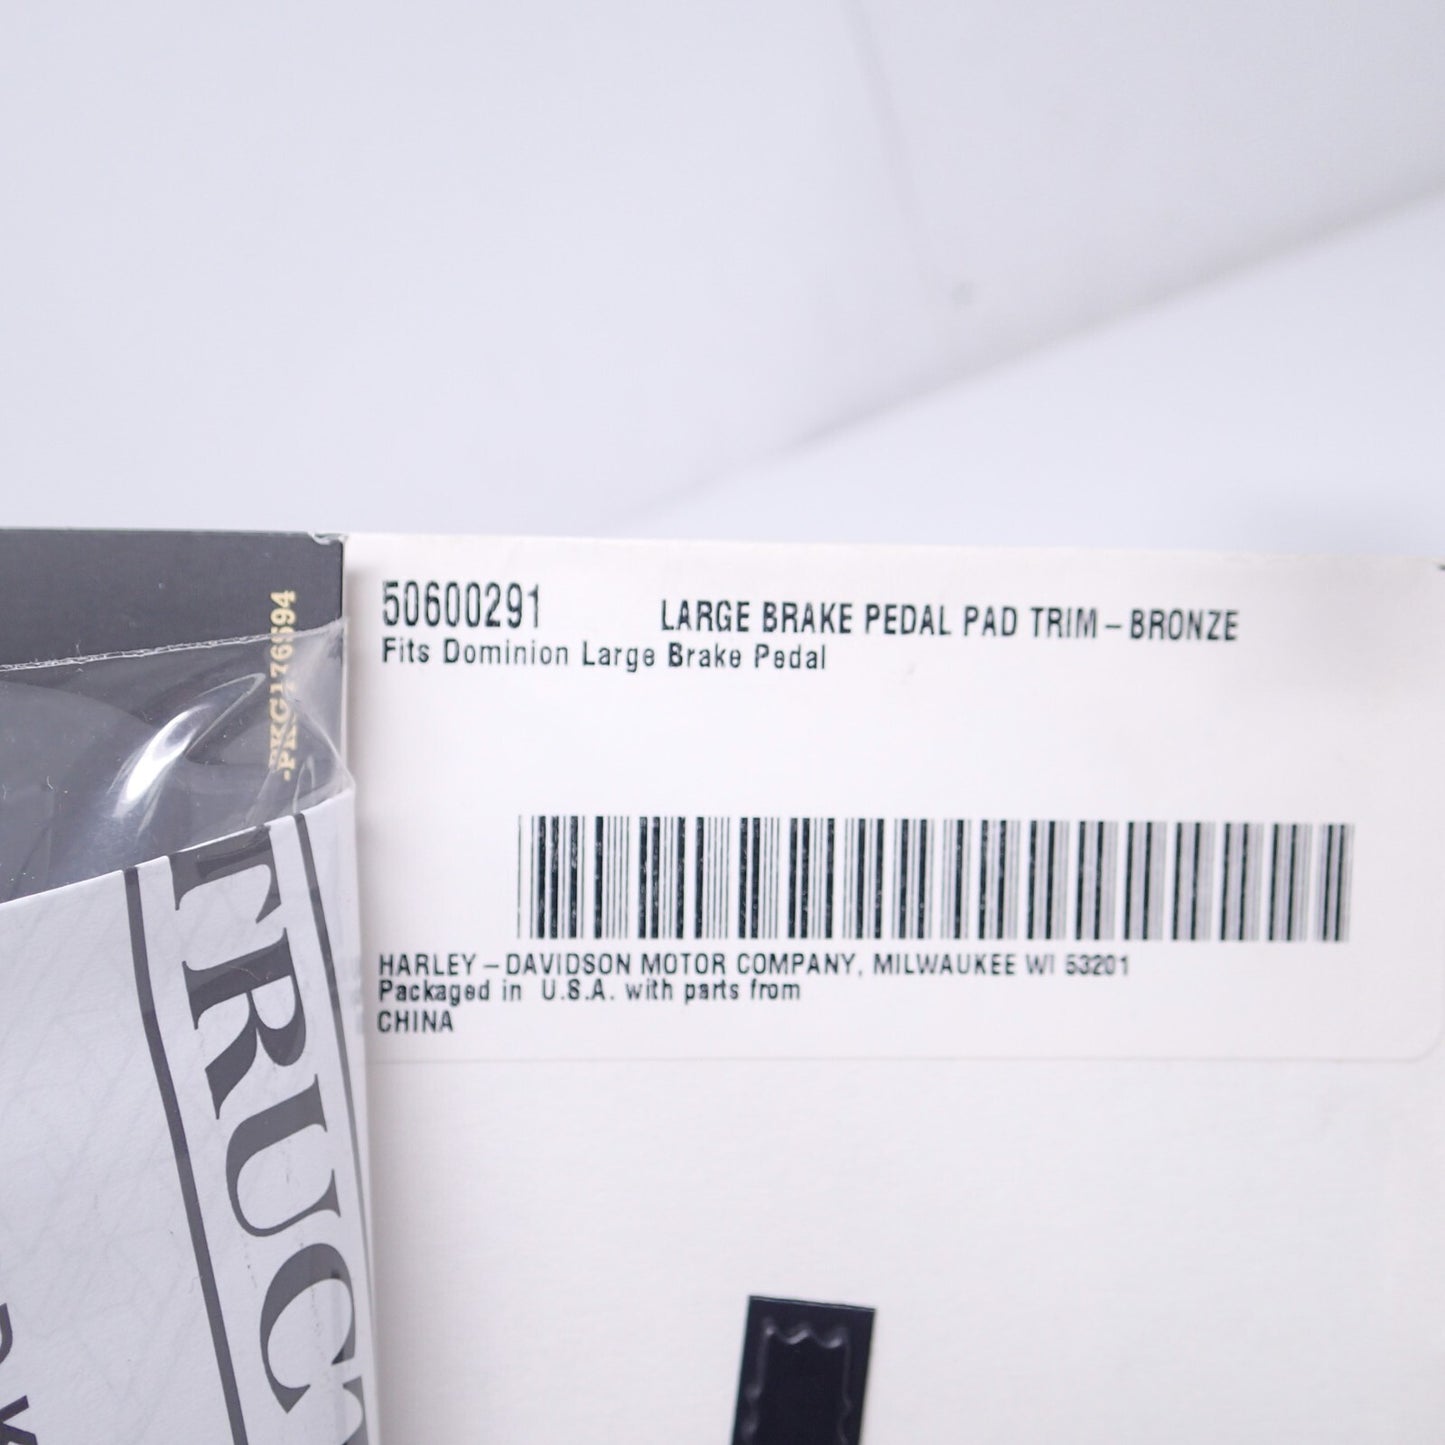 50600291 LARGE BRAKE PEDAL PAD TRIM – BRONZE
Fits Dominion Large Brake Pedal
HARLEY – DAVIDSON MOTOR COMPANY, MILWAUKEE WI 53201
Packaged in U.S.A. with parts from
CHINA
TRUCT